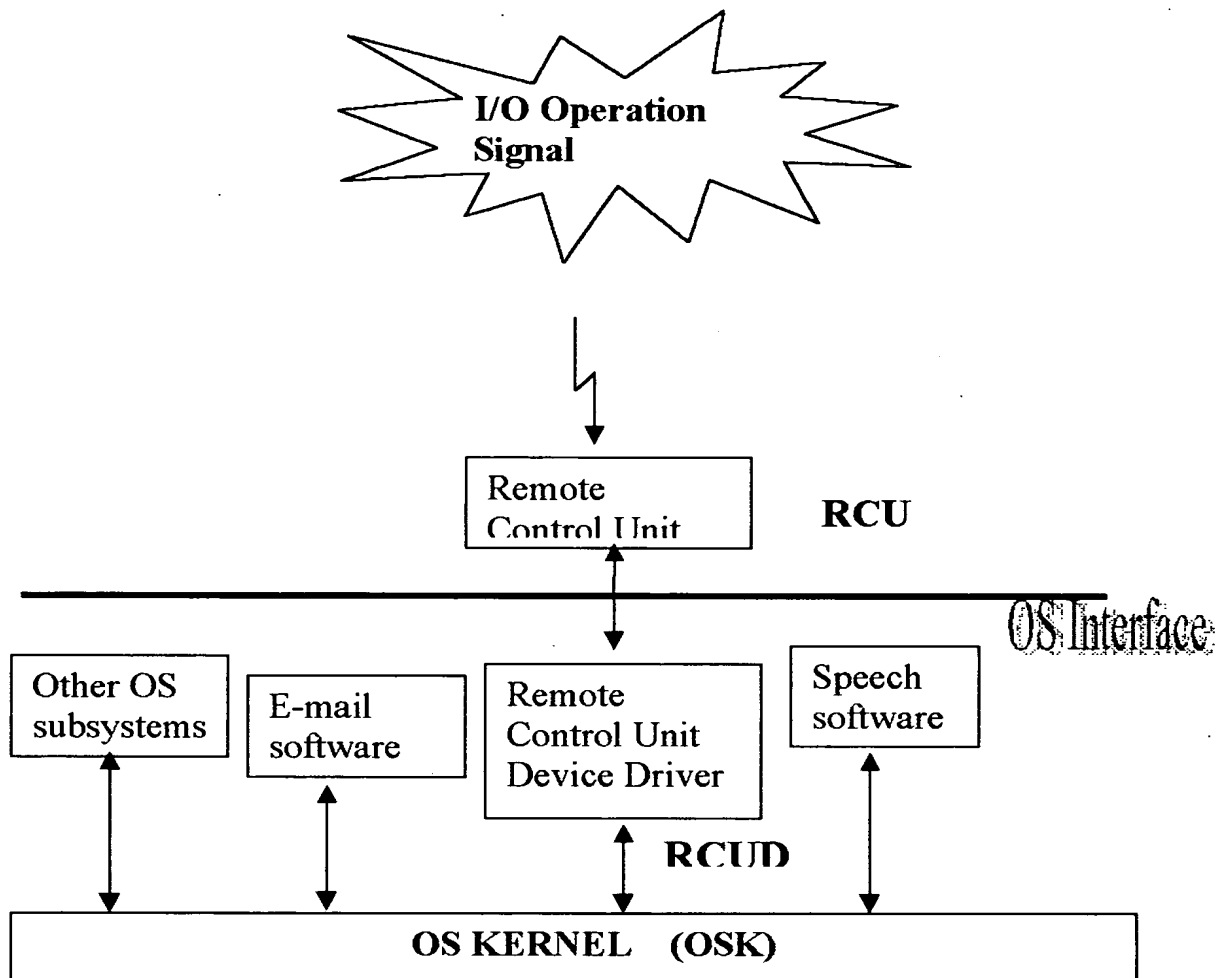 I/O Operation
Signal
Remote
Control Unit
RCU
OS Interface
Other OS
subsystems
E-mail
software
Remote
Control Unit
Device Driver
Speech
software
RCUD
OS KERNEL (OSK)